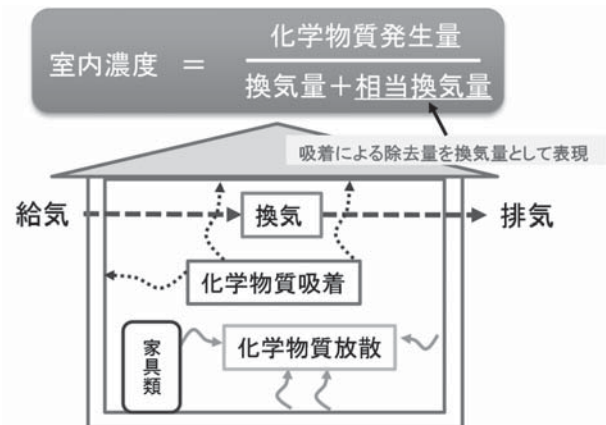 室内濃度 ＝ 化学物質発生量
換気量＋相当換気量
吸着による除去量を換気量として表現
給気
換気
排気
化学物質吸着
家具類
化学物質放散